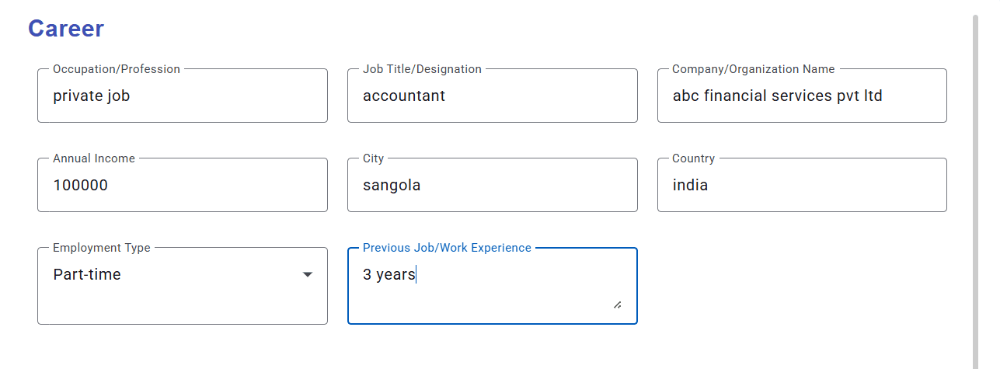 Career
Occupation/Profession
private job
Job Title/Designation
accountant
Company/Organization Name
abc financial services pvt ltd
Annual Income
100000
City
sangola
Country
india
Employment Type
Part-time
Previous Job/Work Experience
3 years